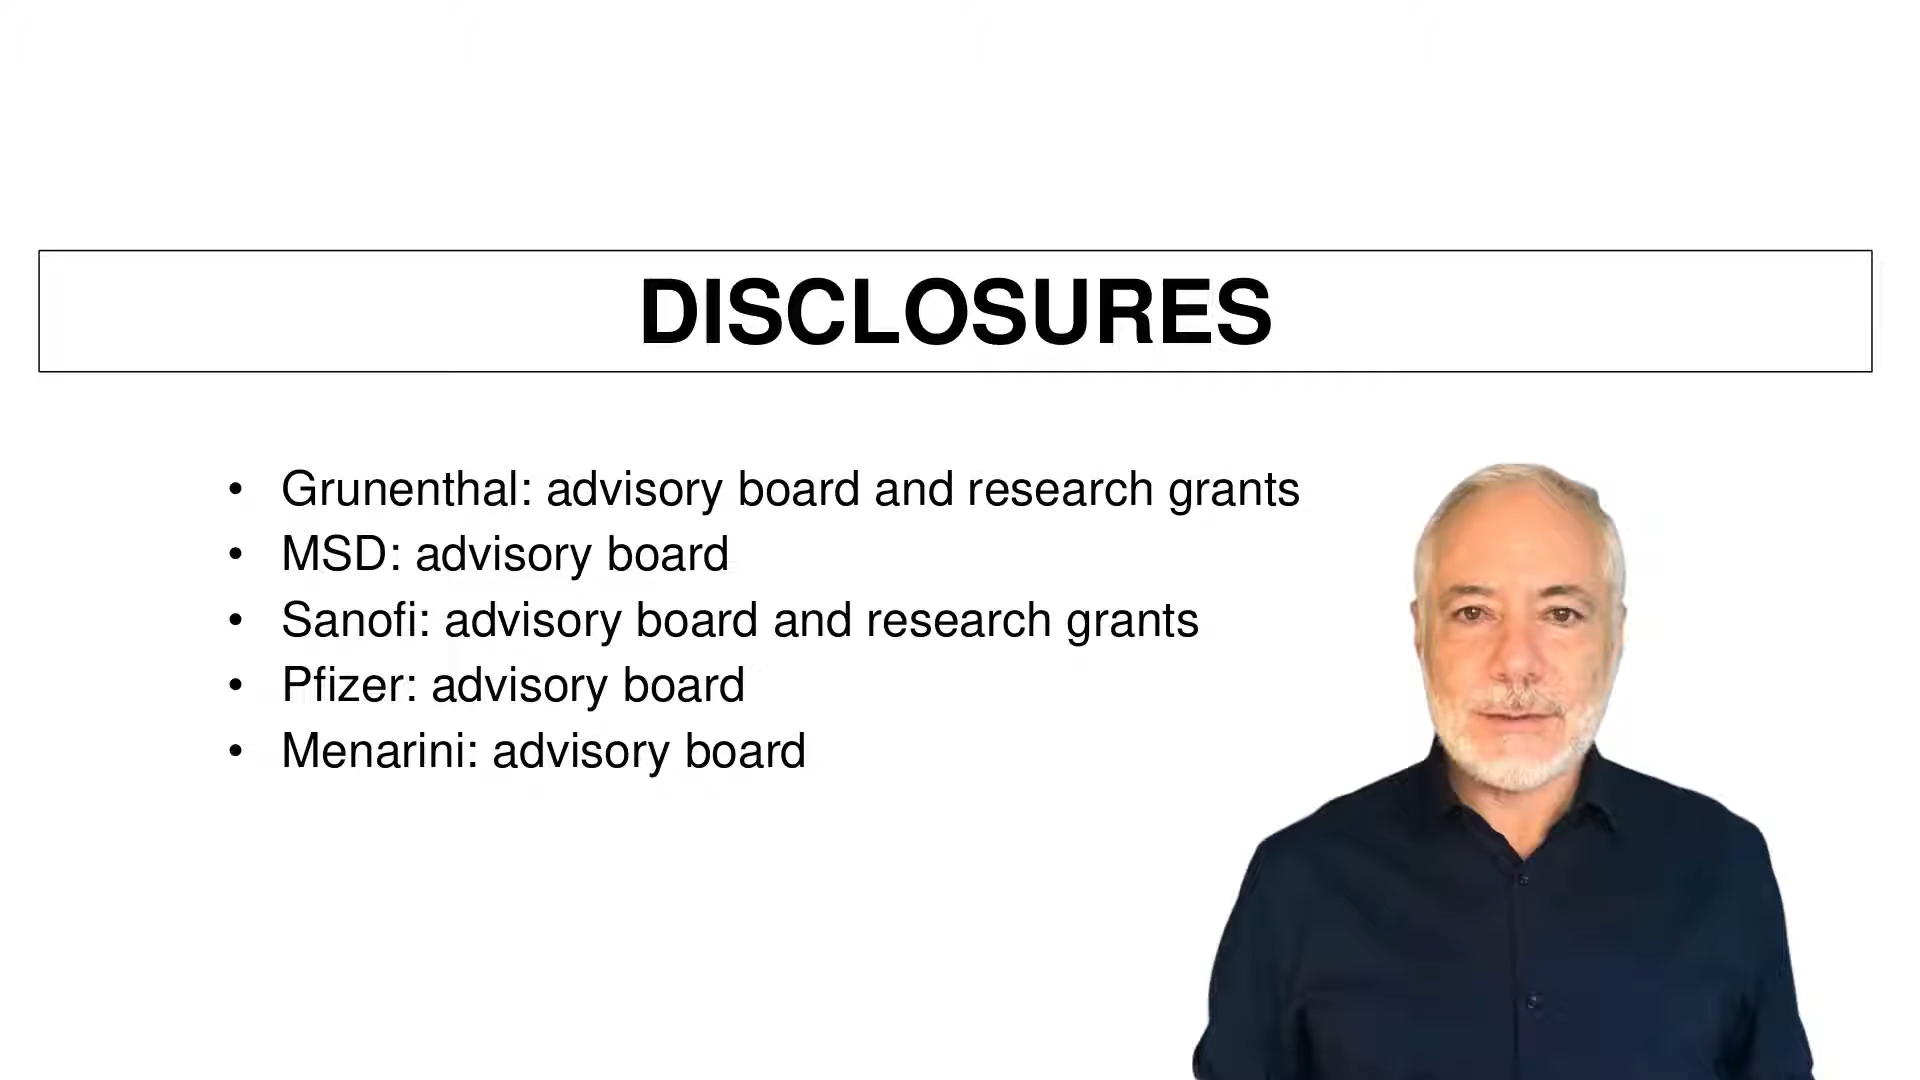 DISCLOSURES
• Grunenthal: advisory board and research grants
• MSD: advisory board
• Sanofi: advisory board and research grants
• Pfizer: advisory board
• Menarini: advisory board